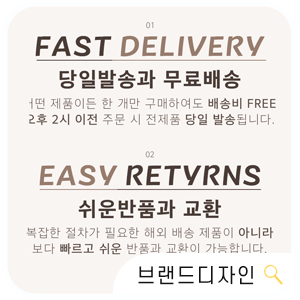 01
FAST DELIVERY
당일발송과 무료배송
어떤 제품이든 한 개만 구매하여도 배송비 FREE
오후 2시 이전 주문 시 전제품 당일 발송됩니다.
02
EASY RETYRNS
쉬운반품과 교환
복잡한 절차가 필요한 해외 배송 제품이 아니라
보다 빠르고 쉬운 반품과 교환이 가능합니다.
브랜드디자인